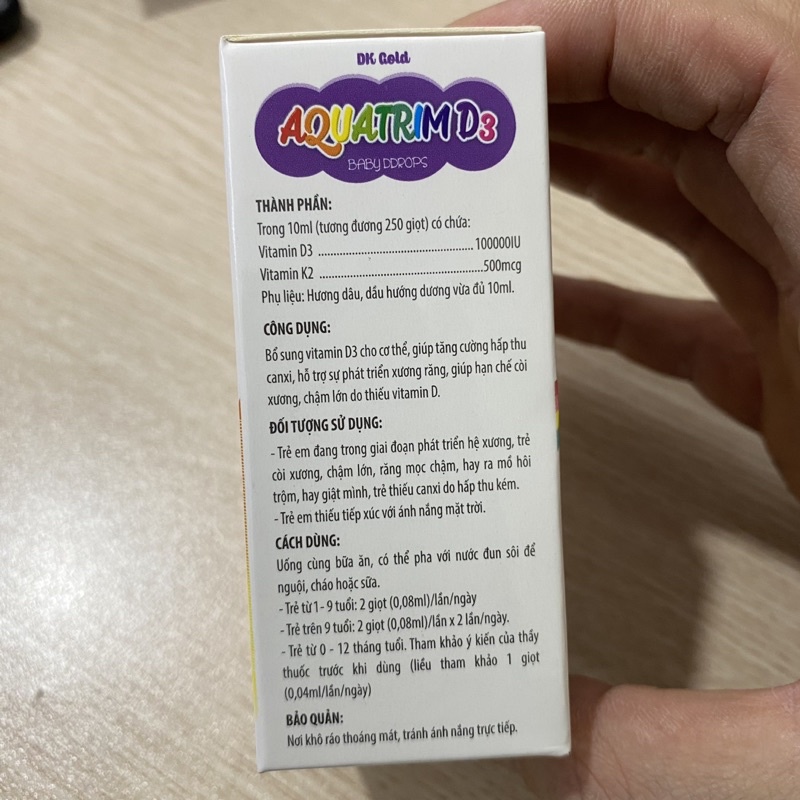 DK Gold
AQUATRIM D3
BABY DDROPS
THÀNH PHẦN:
Trong 10ml (tương đương 250 giọt) có chứa:
Vitamin D3 ................................................. 100000IU
Vitamin K2 ....................................................500mcg
Phụ liệu: Hương dâu, dầu hướng dương vừa đủ 10ml.
CÔNG DỤNG:
Bổ sung vitamin D3 cho cơ thể, giúp tăng cường hấp thu
canxi, hỗ trợ sự phát triển xương răng, giúp hạn chế còi
xương, chậm lớn do thiếu vitamin D.
ĐỐI TƯỢNG SỬ DỤNG:
- Trẻ em đang trong giai đoạn phát triển hệ xương, trẻ
còi xương, chậm lớn, răng mọc chậm, hay ra mồ hôi
trộm, hay giật mình, trẻ thiếu canxi do hấp thu kém.
- Trẻ em thiếu tiếp xúc với ánh nắng mặt trời.
CÁCH DÙNG:
Uống cùng bữa ăn, có thể pha với nước đun sôi để
nguội, cháo hoặc sữa.
- Trẻ từ 1 - 9 tuổi: 2 giọt (0,08ml)/lần/ngày
- Trẻ trên 9 tuổi: 2 giọt (0,08ml)/lần x 2 lần/ngày.
- Trẻ từ 0 - 12 tháng tuổi. Tham khảo ý kiến của thầy
thuốc trước khi dùng (liều tham khảo 1 giọt
(0,04ml/lần/ngày)
BẢO QUẢN:
Nơi khô ráo thoáng mát, tránh ánh nắng trực tiếp.